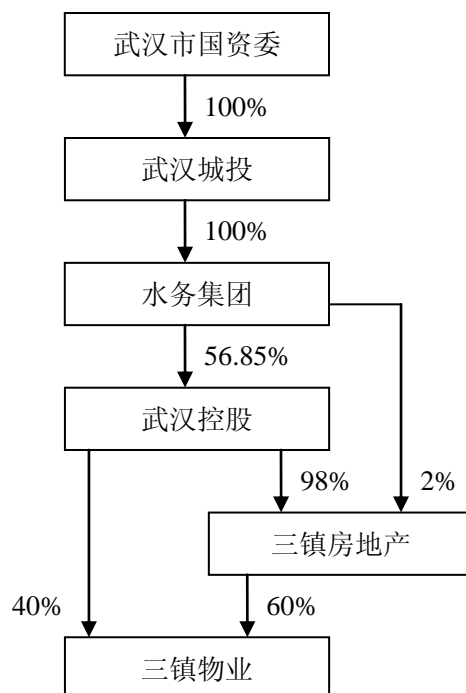 武汉市国资委
100%
武汉城投
100%
水务集团
56.85%
武汉控股
98%
2%
三镇房地产
40%
60%
三镇物业